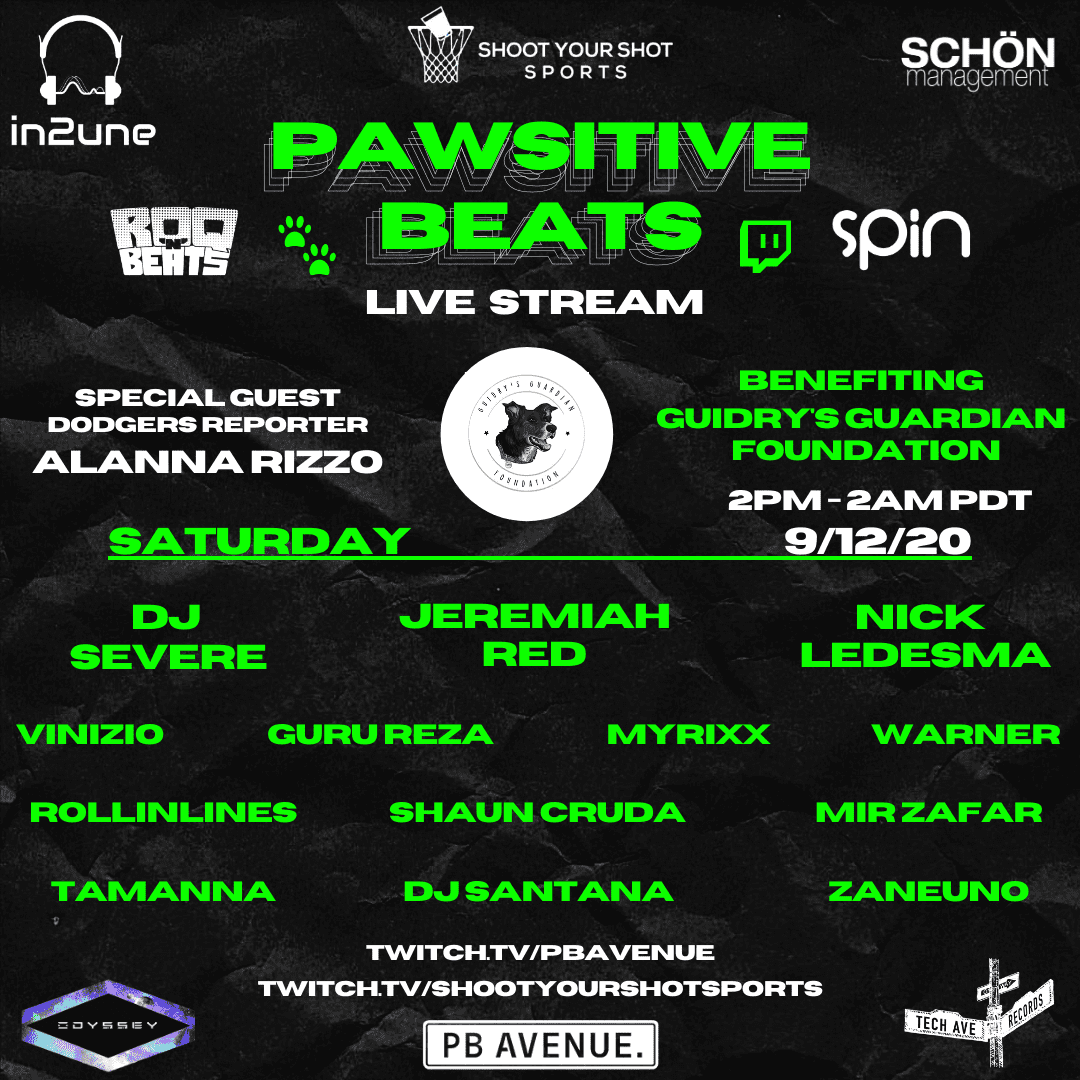 in2une
SHOOT YOUR SHOT
SPORTS
SCHÖN
management
PAWSITIVE
BEATS
ROO
N
BEATS
spin
LIVE STREAM
SPECIAL GUEST
DODGERS REPORTER
ALANNA RIZZO
GUIDRY'S GUARDIAN
FOUNDATION
BENEFITING
GUIDRY'S GUARDIAN
FOUNDATION
2PM - 2AM PDT
SATURDAY
9/12/20
DJ
SEVERE
JEREMIAH
RED
NICK
LEDESMA
VINIZIO GURU REZA MYRIXX WARNER
ROLLINLINES SHAUN CRUDA MIR ZAFAR
TAMANNA DJ SANTANA ZANEUNO
TWITCH.TV/PBAVENUE
TWITCH.TV/SHOOTYOURSHOTSPORTS
ODYSSEY
PB AVENUE.
TECH AVE
RECORDS